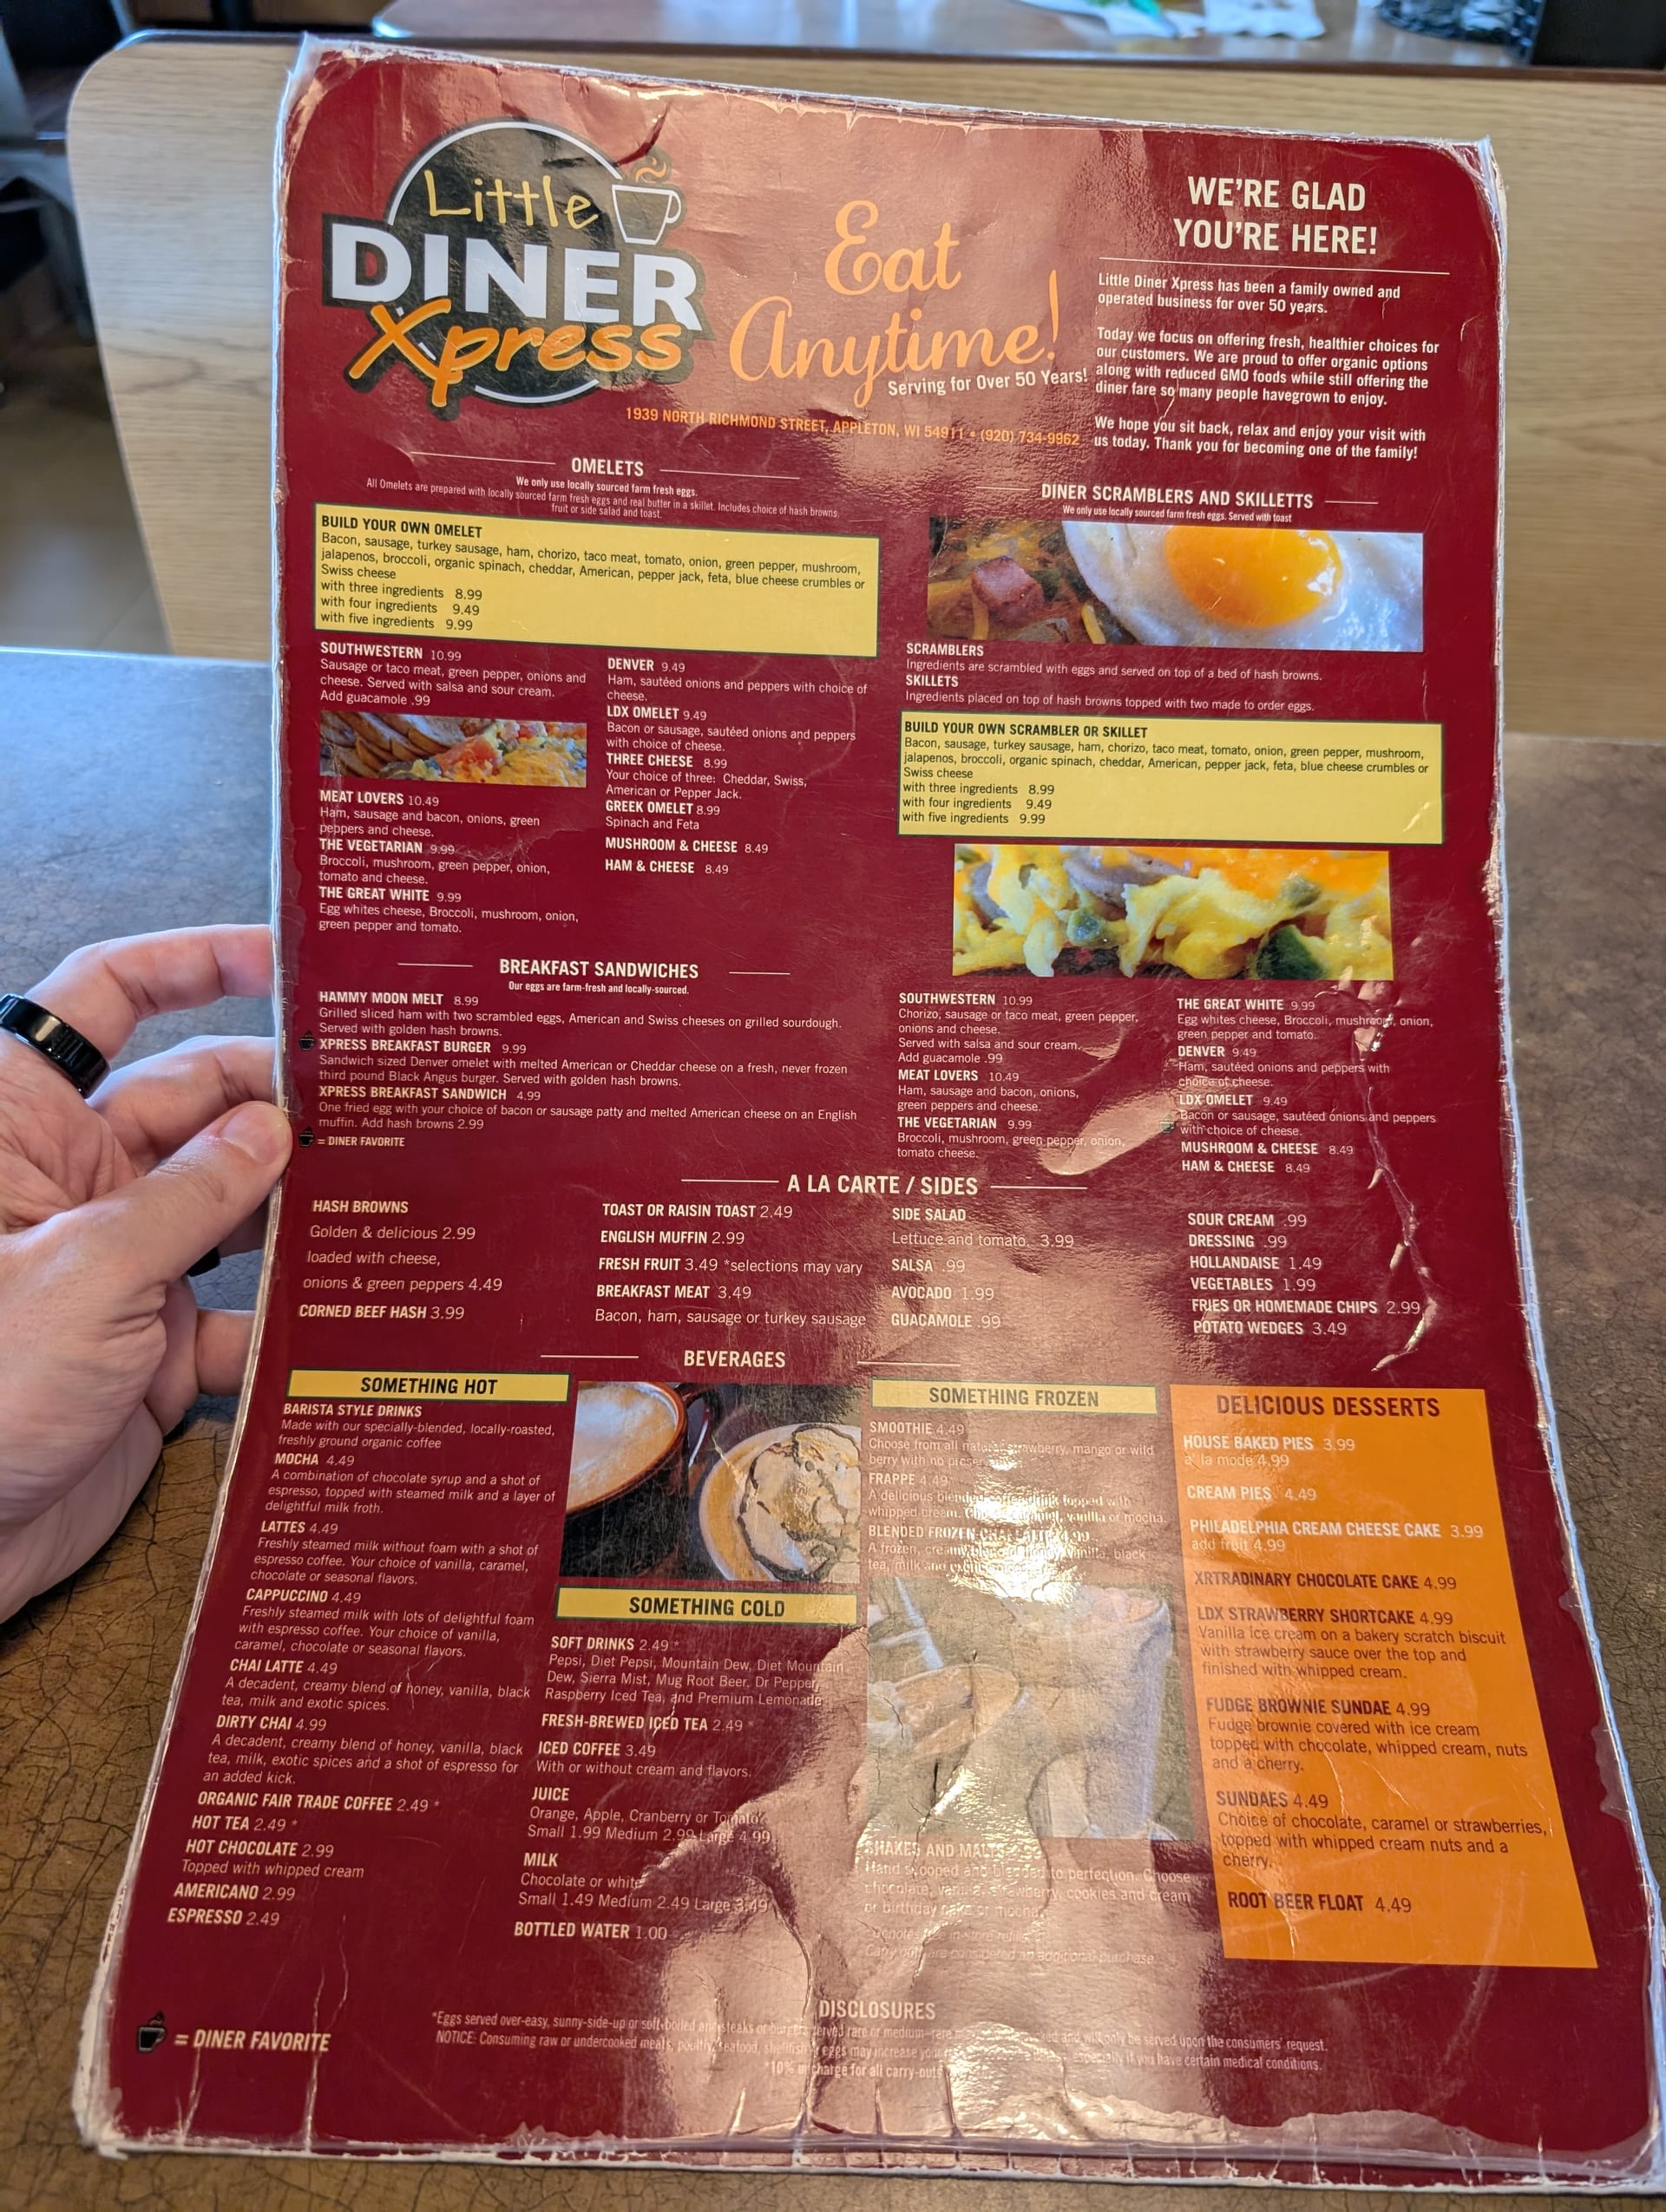 Little
DINER
Xpress
Eat
Anytime!
Serving for Over 50 Years!
1939 NORTH RICHMOND STREET, APPLETON, WI 54911 • (920) 734-9962
WE'RE GLAD
YOU'RE HERE!
Little Diner Xpress has been a family owned and
operated business for over 50 years.
Today we focus on offering fresh, healthier choices for
our customers. We are proud to offer organic options
along with reduced GMO foods while still offering the
diner fare so many people havegrown to enjoy.
We hope you sit back, relax and enjoy your visit with
us today. Thank you for becoming one of the family!
OMELETS
We only use locally sourced farm fresh eggs.
All Omelets are prepared with locally sourced farm fresh eggs and real butter in a skillet. Includes choice of hash browns,
fruit or side salad and toast.
BUILD YOUR OWN OMELET
Bacon, sausage, turkey sausage, ham, chorizo, taco meat, tomato, onion, green pepper, mushroom,
jalapenos, broccoli, organic spinach, cheddar, American, pepper jack, feta, blue cheese crumbles or
Swiss cheese
with three ingredients 8.99
with four ingredients 9.49
with five ingredients 9.99
SOUTHWESTERN 10.99
Sausage or taco meat, green pepper, onions and
cheese. Served with salsa and sour cream.
Add guacamole .99
MEAT LOVERS 10.49
Ham, sausage and bacon, onions, green
peppers and cheese.
THE VEGETARIAN 9.99
Broccoli, mushroom, green pepper, onion,
tomato and cheese.
THE GREAT WHITE 9.99
Egg whites cheese, Broccoli, mushroom, onion,
green pepper and tomato.
DENVER 9.49
Ham, sautéed onions and peppers with choice of
cheese.
LDX OMELET 9.49
Bacon or sausage, sautéed onions and peppers
with choice of cheese.
THREE CHEESE 8.99
Your choice of three: Cheddar, Swiss,
American or Pepper Jack.
GREEK OMELET 8.99
Spinach and Feta
MUSHROOM & CHEESE 8.49
HAM & CHEESE 8.49
BREAKFAST SANDWICHES
Our eggs are farm-fresh and locally-sourced.
HAMMY MOON MELT 8.99
Grilled sliced ham with two scrambled eggs, American and Swiss cheeses on grilled sourdough.
Served with golden hash browns.
XPRESS BREAKFAST BURGER 9.99
Sandwich sized Denver omelet with melted American or Cheddar cheese on a fresh, never frozen
third pound Black Angus burger. Served with golden hash browns.
XPRESS BREAKFAST SANDWICH 4.99
One fried egg with your choice of bacon or sausage patty and melted American cheese on an English
muffin. Add hash browns 2.99
= DINER FAVORITE
DINER SCRAMBLERS AND SKILLETTS
We only use locally sourced farm fresh eggs. Served with toast
SCRAMBLERS
Ingredients are scrambled with eggs and served on top of a bed of hash browns.
SKILLETS
Ingredients placed on top of hash browns topped with two made to order eggs.
BUILD YOUR OWN SCRAMBLER OR SKILLET
Bacon, sausage, turkey sausage, ham, chorizo, taco meat, tomato, onion, green pepper, mushroom,
jalapenos, broccoli, organic spinach, cheddar, American, pepper jack, feta, blue cheese crumbles or
Swiss cheese
with three ingredients 8.99
with four ingredients 9.49
with five ingredients 9.99
SOUTHWESTERN 10.99
Chorizo, sausage or taco meat, green pepper,
onions and cheese.
Served with salsa and sour cream.
Add guacamole .99
MEAT LOVERS 10.49
Ham, sausage and bacon, onions,
green peppers and cheese.
THE VEGETARIAN 9.99
Broccoli, mushroom, green pepper, onion,
tomato cheese.
THE GREAT WHITE 9.99
Egg whites cheese, Broccoli, mushroom, onion,
green pepper and tomato.
DENVER 9.49
Ham, sautéed onions and peppers with
choice of cheese.
LDX OMELET 9.49
Bacon or sausage, sautéed onions and peppers
with choice of cheese.
MUSHROOM & CHEESE 8.49
HAM & CHEESE 8.49
A LA CARTE / SIDES
HASH BROWNS
Golden & delicious 2.99
loaded with cheese,
onions & green peppers 4.49
CORNED BEEF HASH 3.99
TOAST OR RAISIN TOAST 2.49
ENGLISH MUFFIN 2.99
FRESH FRUIT 3.49 *selections may vary
BREAKFAST MEAT 3.49
Bacon, ham, sausage or turkey sausage
SIDE SALAD
Lettuce and tomato. 3.99
SALSA .99
AVOCADO 1.99
GUACAMOLE .99
SOUR CREAM .99
DRESSING .99
HOLLANDAISE 1.49
VEGETABLES 1.99
FRIES OR HOMEMADE CHIPS 2.99
POTATO WEDGES 3.49
BEVERAGES
SOMETHING HOT
BARISTA STYLE DRINKS
Made with our specially-blended, locally-roasted,
freshly ground organic coffee
MOCHA 4.49
A combination of chocolate syrup and a shot of
espresso, topped with steamed milk and a layer of
delightful milk froth.
LATTES 4.49
Freshly steamed milk without foam with a shot of
espresso coffee. Your choice of vanilla, caramel,
chocolate or seasonal flavors.
CAPPUCCINO 4.49
Freshly steamed milk with lots of delightful foam
with espresso coffee. Your choice of vanilla,
caramel, chocolate or seasonal flavors.
CHAI LATTE 4.49
A decadent, creamy blend of honey, vanilla, black
tea, milk and exotic spices.
DIRTY CHAI 4.99
A decadent, creamy blend of honey, vanilla, black
tea, milk, exotic spices and a shot of espresso for
an added kick.
ORGANIC FAIR TRADE COFFEE 2.49 *
HOT TEA 2.49 *
HOT CHOCOLATE 2.99
Topped with whipped cream
AMERICANO 2.99
ESPRESSO 2.49
SOMETHING COLD
SOFT DRINKS 2.49 *
Pepsi, Diet Pepsi, Mountain Dew, Diet Mountain
Dew, Sierra Mist, Mug Root Beer, Dr Pepper,
Raspberry Iced Tea, and Premium Lemonade
FRESH-BREWED ICED TEA 2.49 *
ICED COFFEE 3.49
With or without cream and flavors.
JUICE
Orange, Apple, Cranberry or Tomato
Small 1.99 Medium 2.99 Large 4.99
MILK
Chocolate or white
Small 1.49 Medium 2.49 Large 3.49
BOTTLED WATER 1.00
SOMETHING FROZEN
SMOOTHIE 4.49
Choose from all natural strawberry, mango or wild
berry with no
FRAPPE 4.49
A delicious blended coffee drink topped with
whipped cream. caramel, vanilla or mocha.
BLENDED FROZEN CHAI LATTE 4.99
A frozen, creamy blend of honey, vanilla, black
tea, milk and
SHAKES AND MALTS
Hand scooped and blended to perfection. Choose
chocolate, vanilla, strawberry, cookies and cream
or birthday cake or mocha.
*Denotes free in-store refills
Carry outs are considered an additional purchase.
DELICIOUS DESSERTS
HOUSE BAKED PIES 3.99
a' la mode 4.99
CREAM PIES 4.49
PHILADELPHIA CREAM CHEESE CAKE 3.99
add fruit 4.99
XRTRADINARY CHOCOLATE CAKE 4.99
LDX STRAWBERRY SHORTCAKE 4.99
Vanilla ice cream on a bakery scratch biscuit
with strawberry sauce over the top and
finished with whipped cream.
FUDGE BROWNIE SUNDAE 4.99
Fudge brownie covered with ice cream
topped with chocolate, whipped cream, nuts
and a cherry.
SUNDAES 4.49
Choice of chocolate, caramel or strawberries,
topped with whipped cream nuts and a
cherry.
ROOT BEER FLOAT 4.49
= DINER FAVORITE
DISCLOSURES
*Eggs served over-easy, sunny-side-up or soft-boiled and steaks or burgers served rare or medium-rare and will only be served upon the consumers' request.
NOTICE: Consuming raw or undercooked meats, poultry, seafood, shellfish or eggs may increase your especially if you have certain medical conditions.
*10% charge for all carry-outs